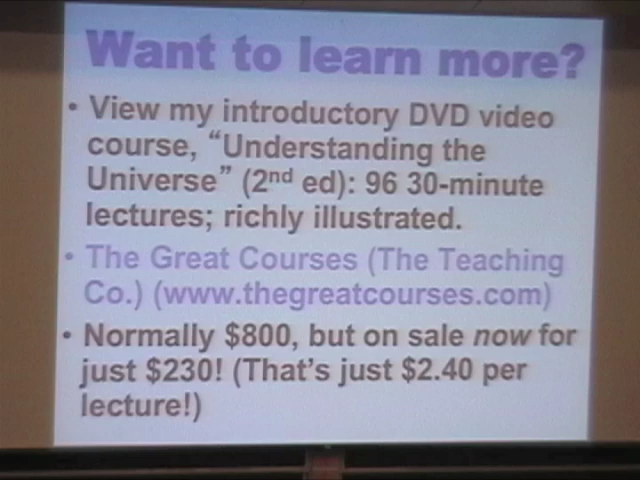 Want to learn more?
• View my introductory DVD video
course, “Understanding the
Universe” (2nd ed): 96 30-minute
lectures; richly illustrated.
• The Great Courses (The Teaching
Co.) (www.thegreatcourses.com)
• Normally $800, but on sale now for
just $230! (That’s just $2.40 per
lecture!)